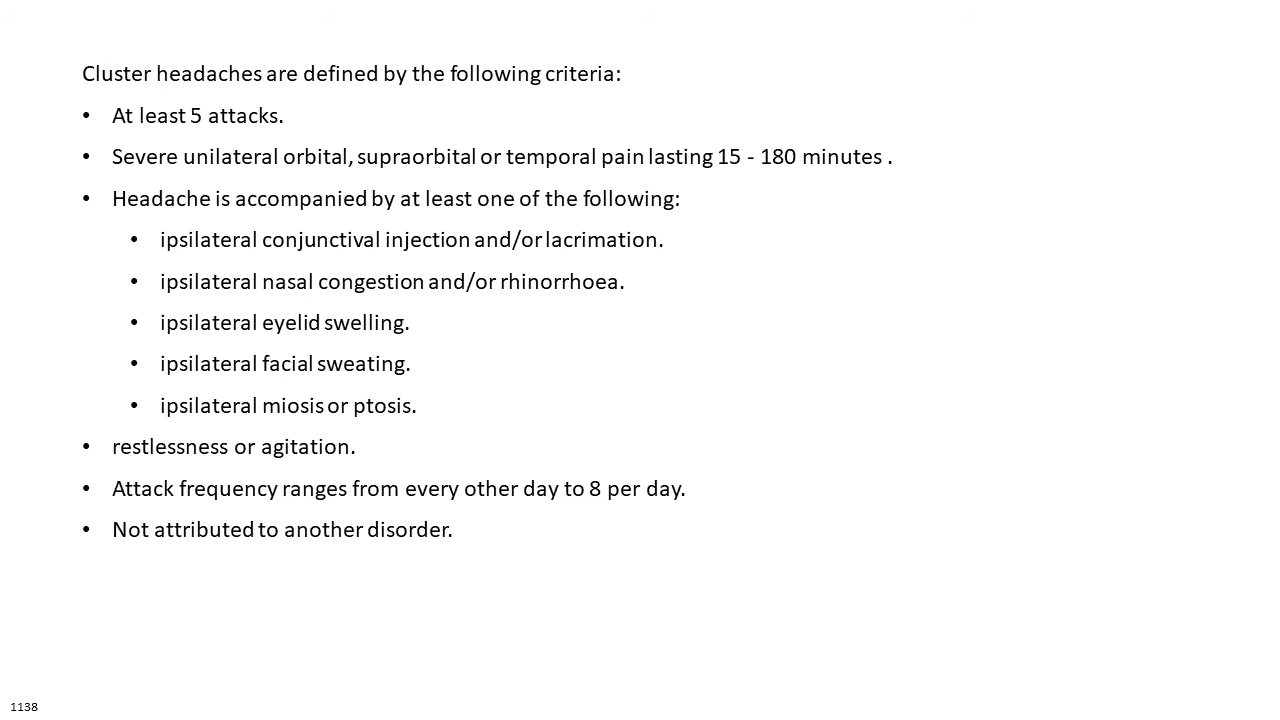 Cluster headaches are defined by the following criteria:
• At least 5 attacks.
• Severe unilateral orbital, supraorbital or temporal pain lasting 15 - 180 minutes .
• Headache is accompanied by at least one of the following:
• ipsilateral conjunctival injection and/or lacrimation.
• ipsilateral nasal congestion and/or rhinorrhoea.
• ipsilateral eyelid swelling.
• ipsilateral facial sweating.
• ipsilateral miosis or ptosis.
• restlessness or agitation.
• Attack frequency ranges from every other day to 8 per day.
• Not attributed to another disorder.
1138